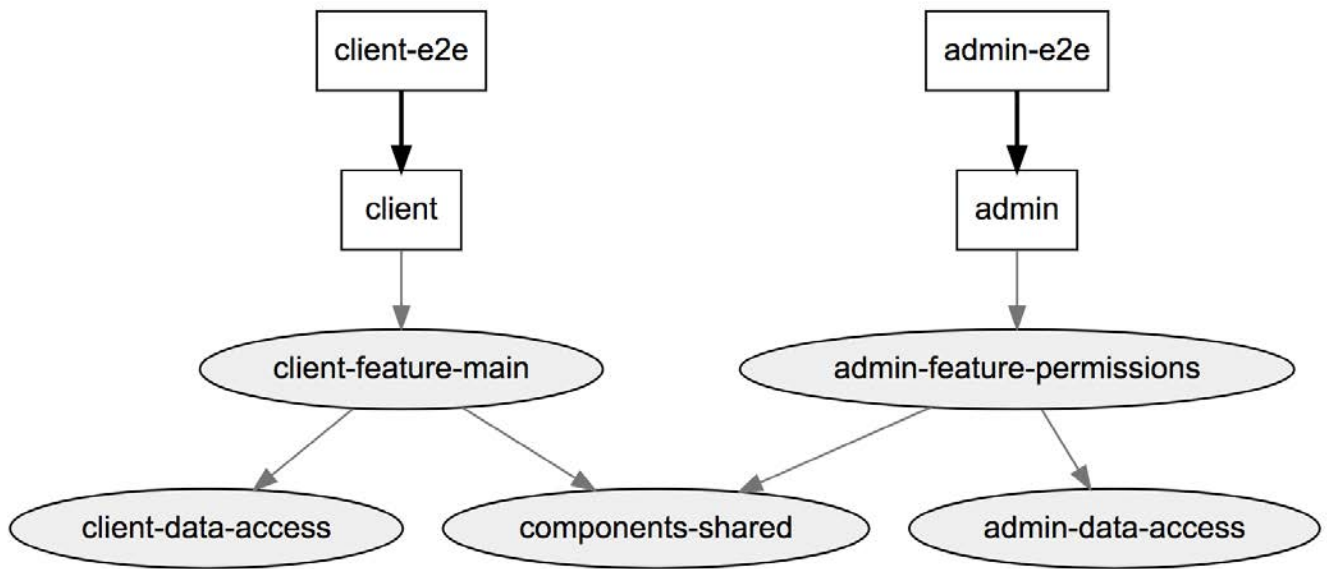 client-e2e
admin-e2e
client
admin
client-feature-main
admin-feature-permissions
client-data-access
components-shared
admin-data-access